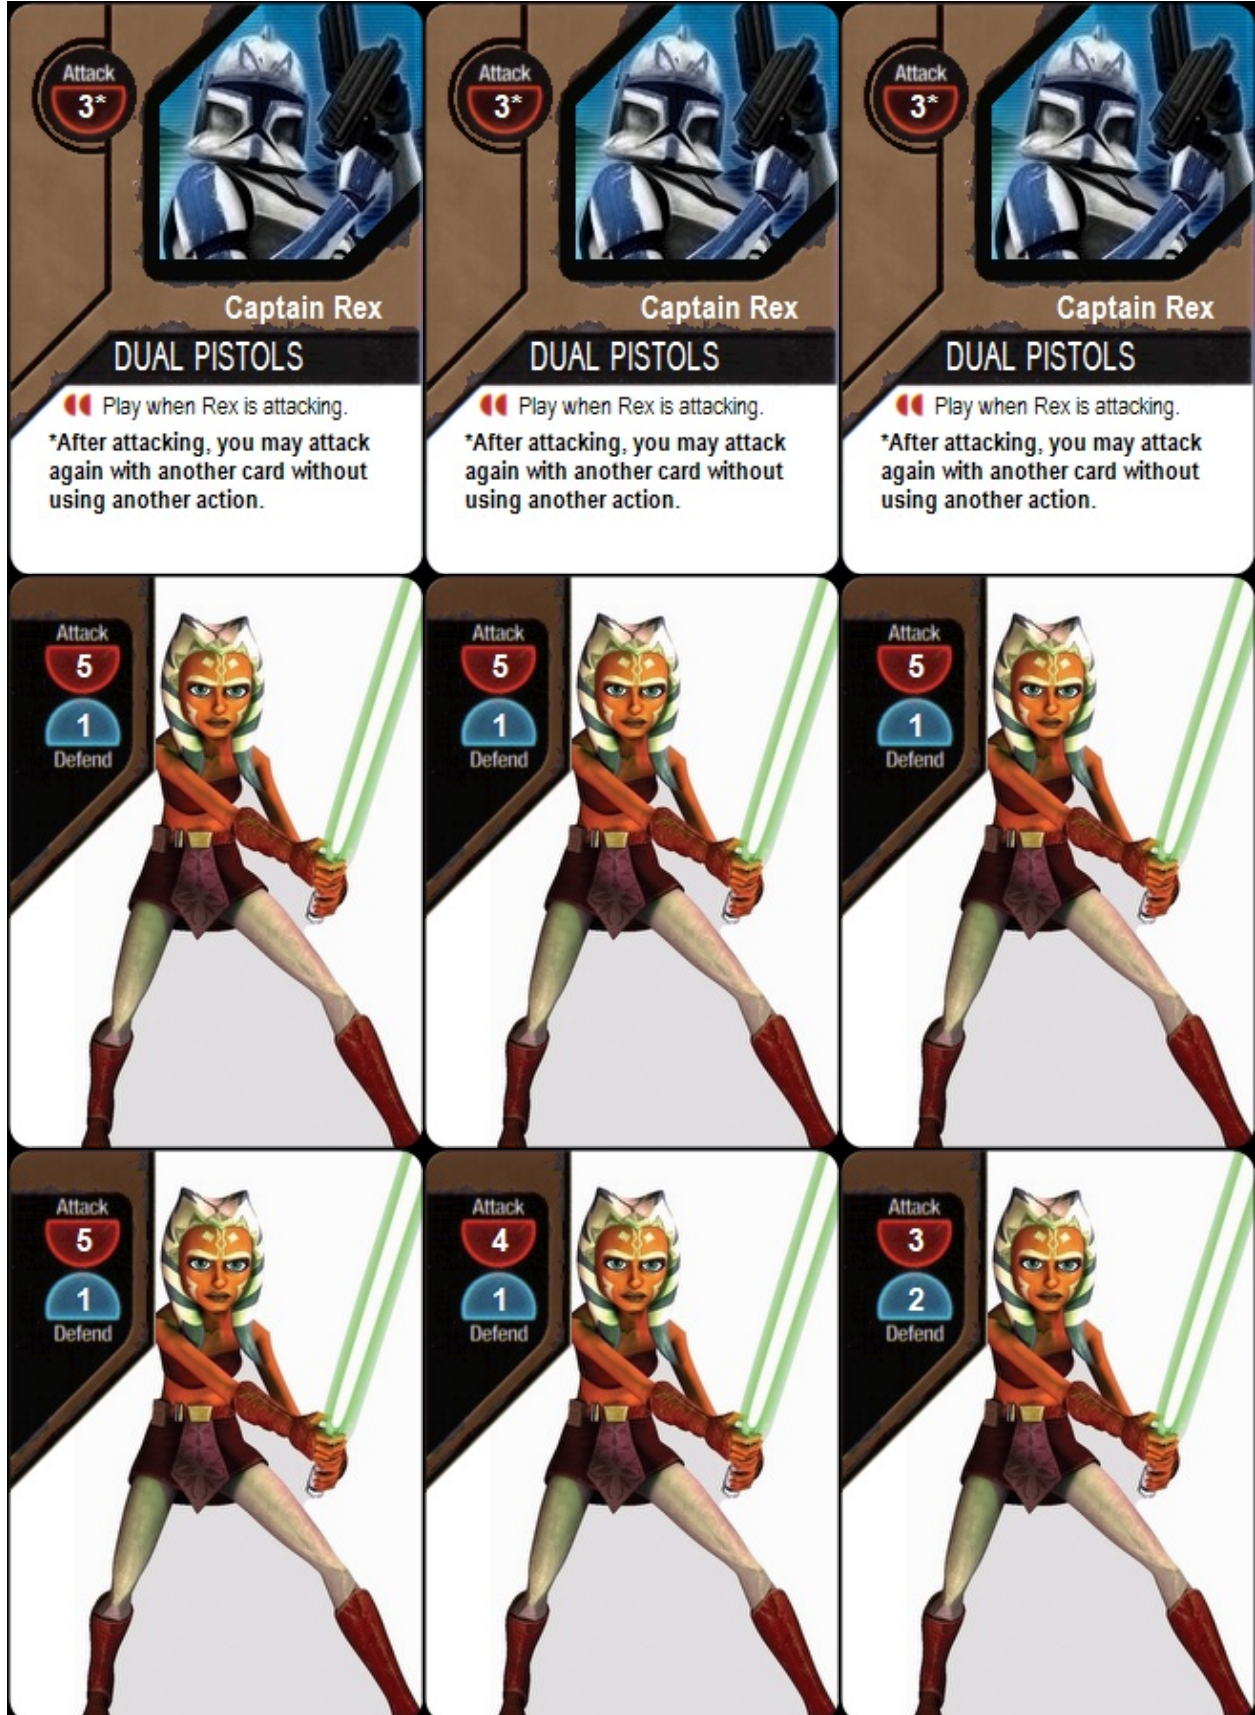 Attack
3*
Captain Rex
DUAL PISTOLS
Play when Rex is attacking.
*After attacking, you may attack
again with another card without
using another action.
Attack
3*
Captain Rex
DUAL PISTOLS
Play when Rex is attacking.
*After attacking, you may attack
again with another card without
using another action.
Attack
3*
Captain Rex
DUAL PISTOLS
Play when Rex is attacking.
*After attacking, you may attack
again with another card without
using another action.
Attack
5
1
Defend
Attack
5
1
Defend
Attack
5
1
Defend
Attack
5
1
Defend
Attack
4
1
Defend
Attack
3
2
Defend